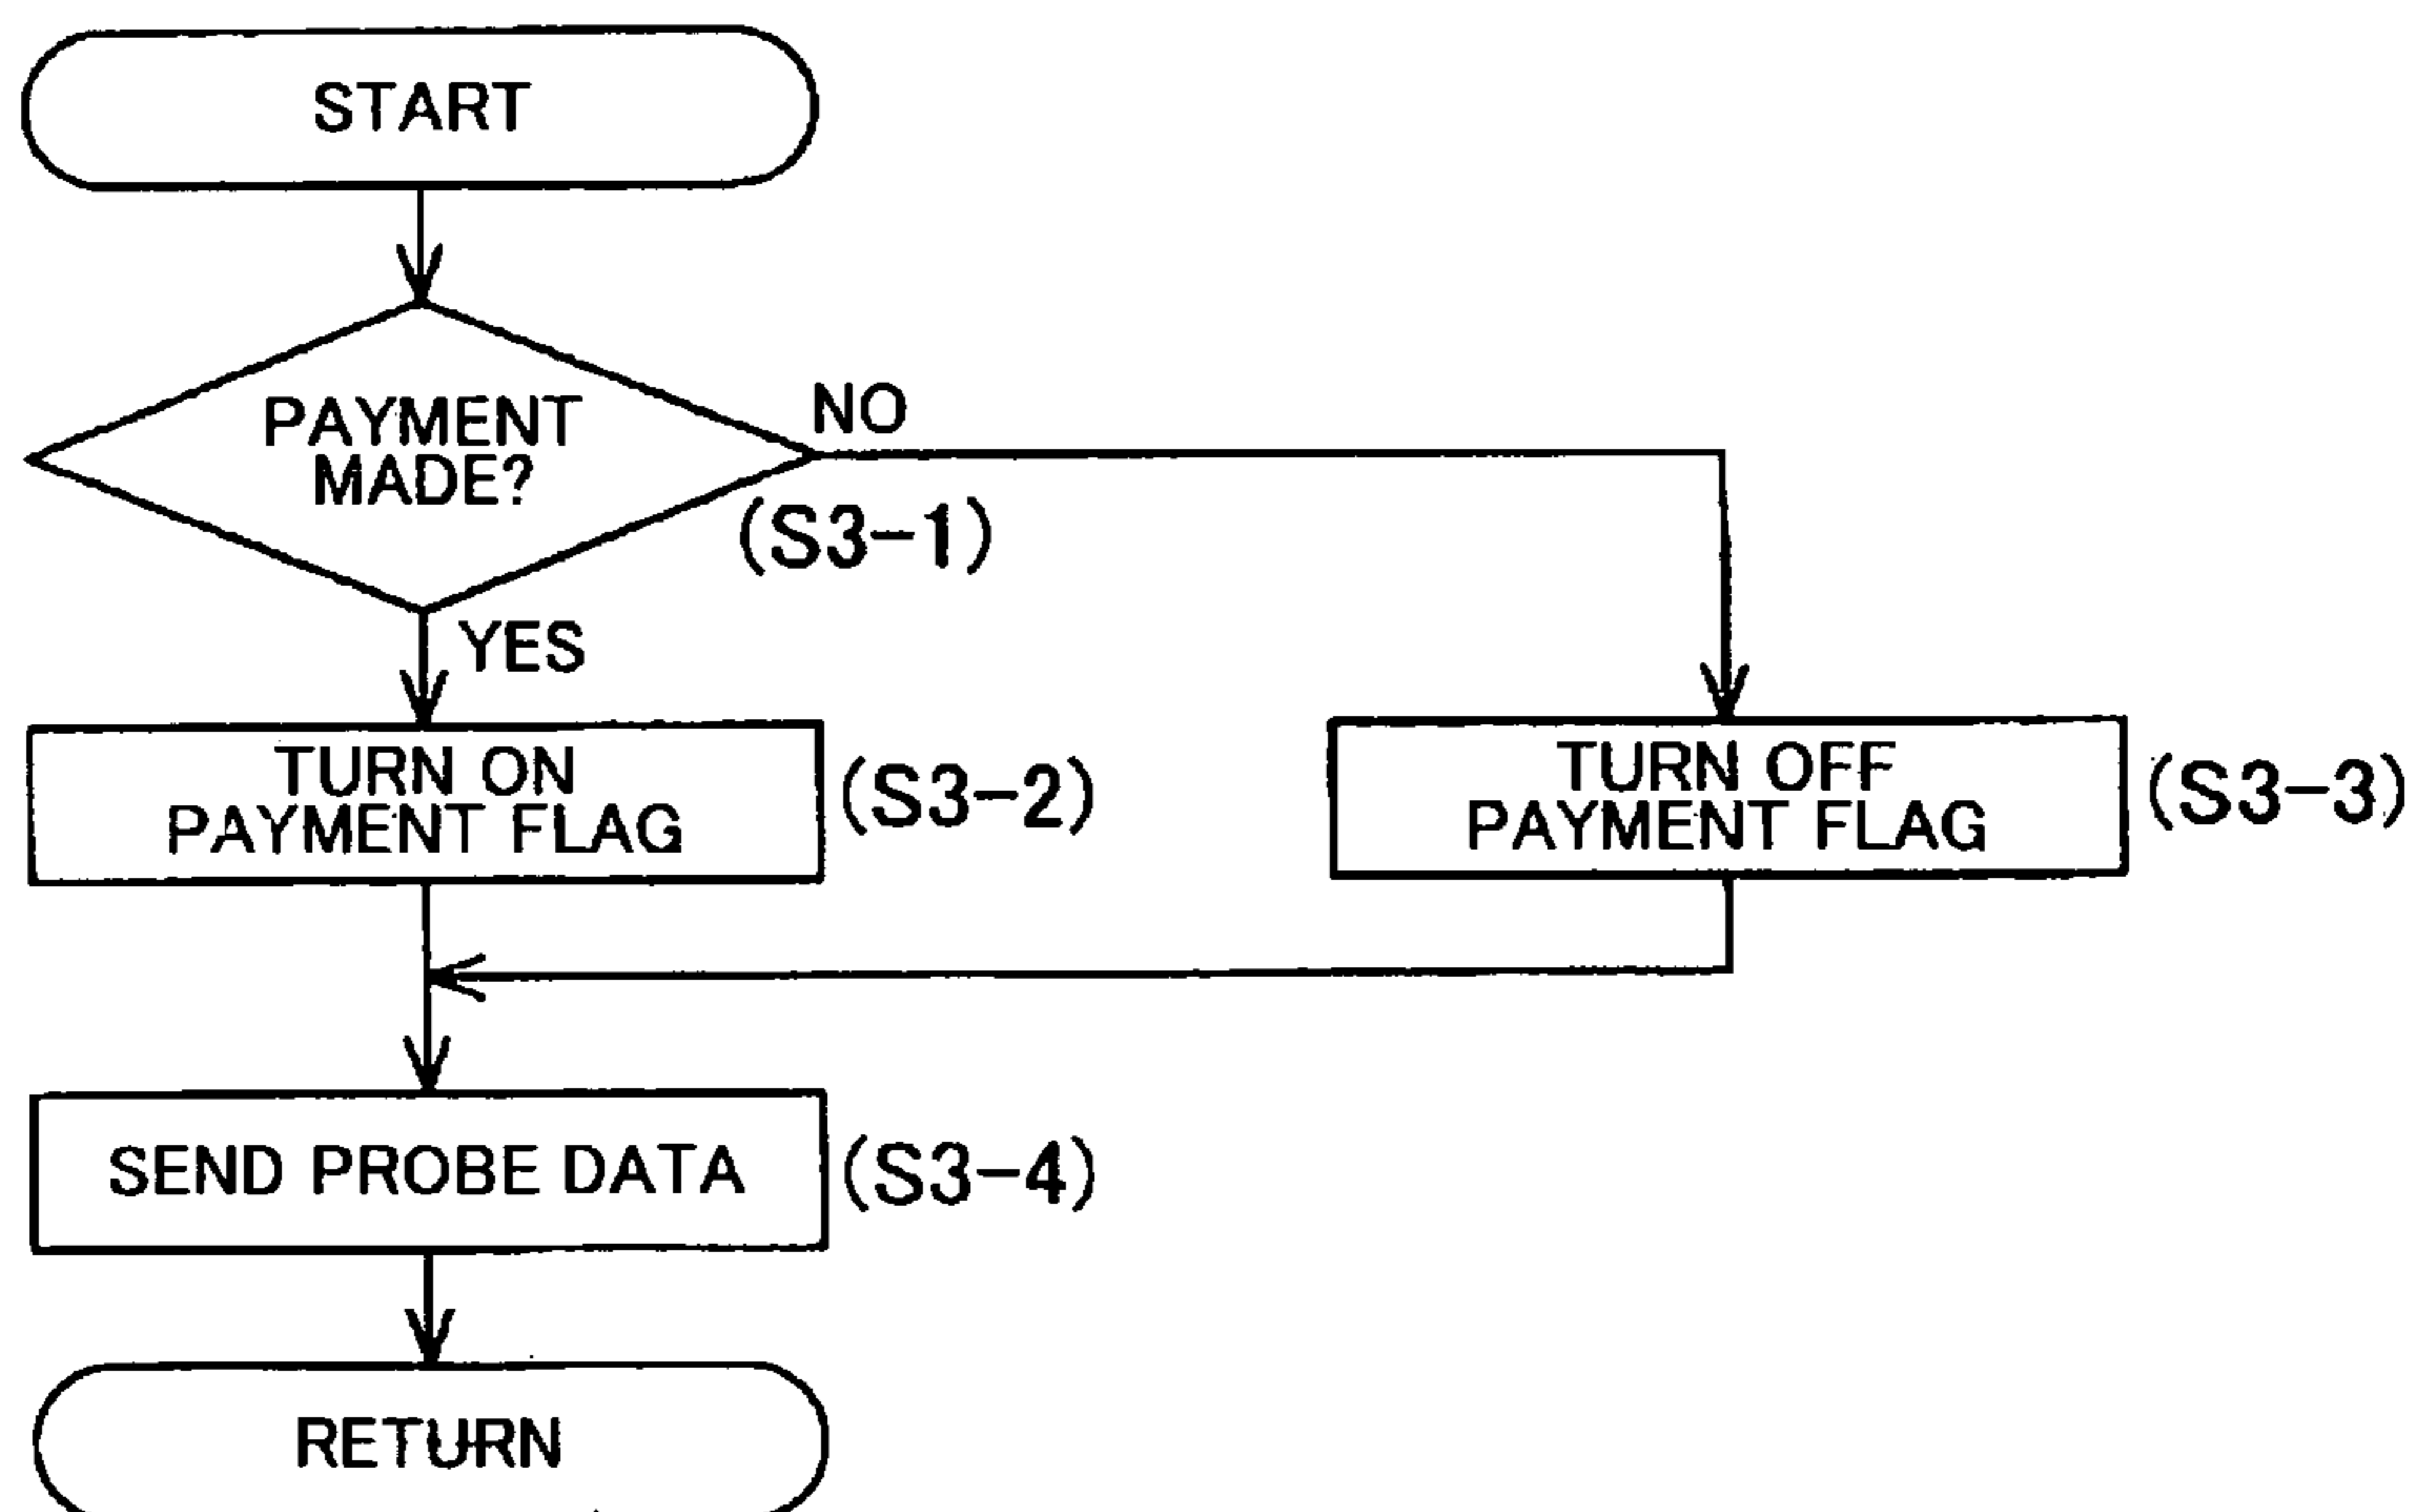 START
PAYMENT
MADE?
NO
(S3-1)
YES
TURN ON
PAYMENT FLAG
(S3-2)
TURN OFF
PAYMENT FLAG
(S3-3)
SEND PROBE DATA
(S3-4)
RETURN